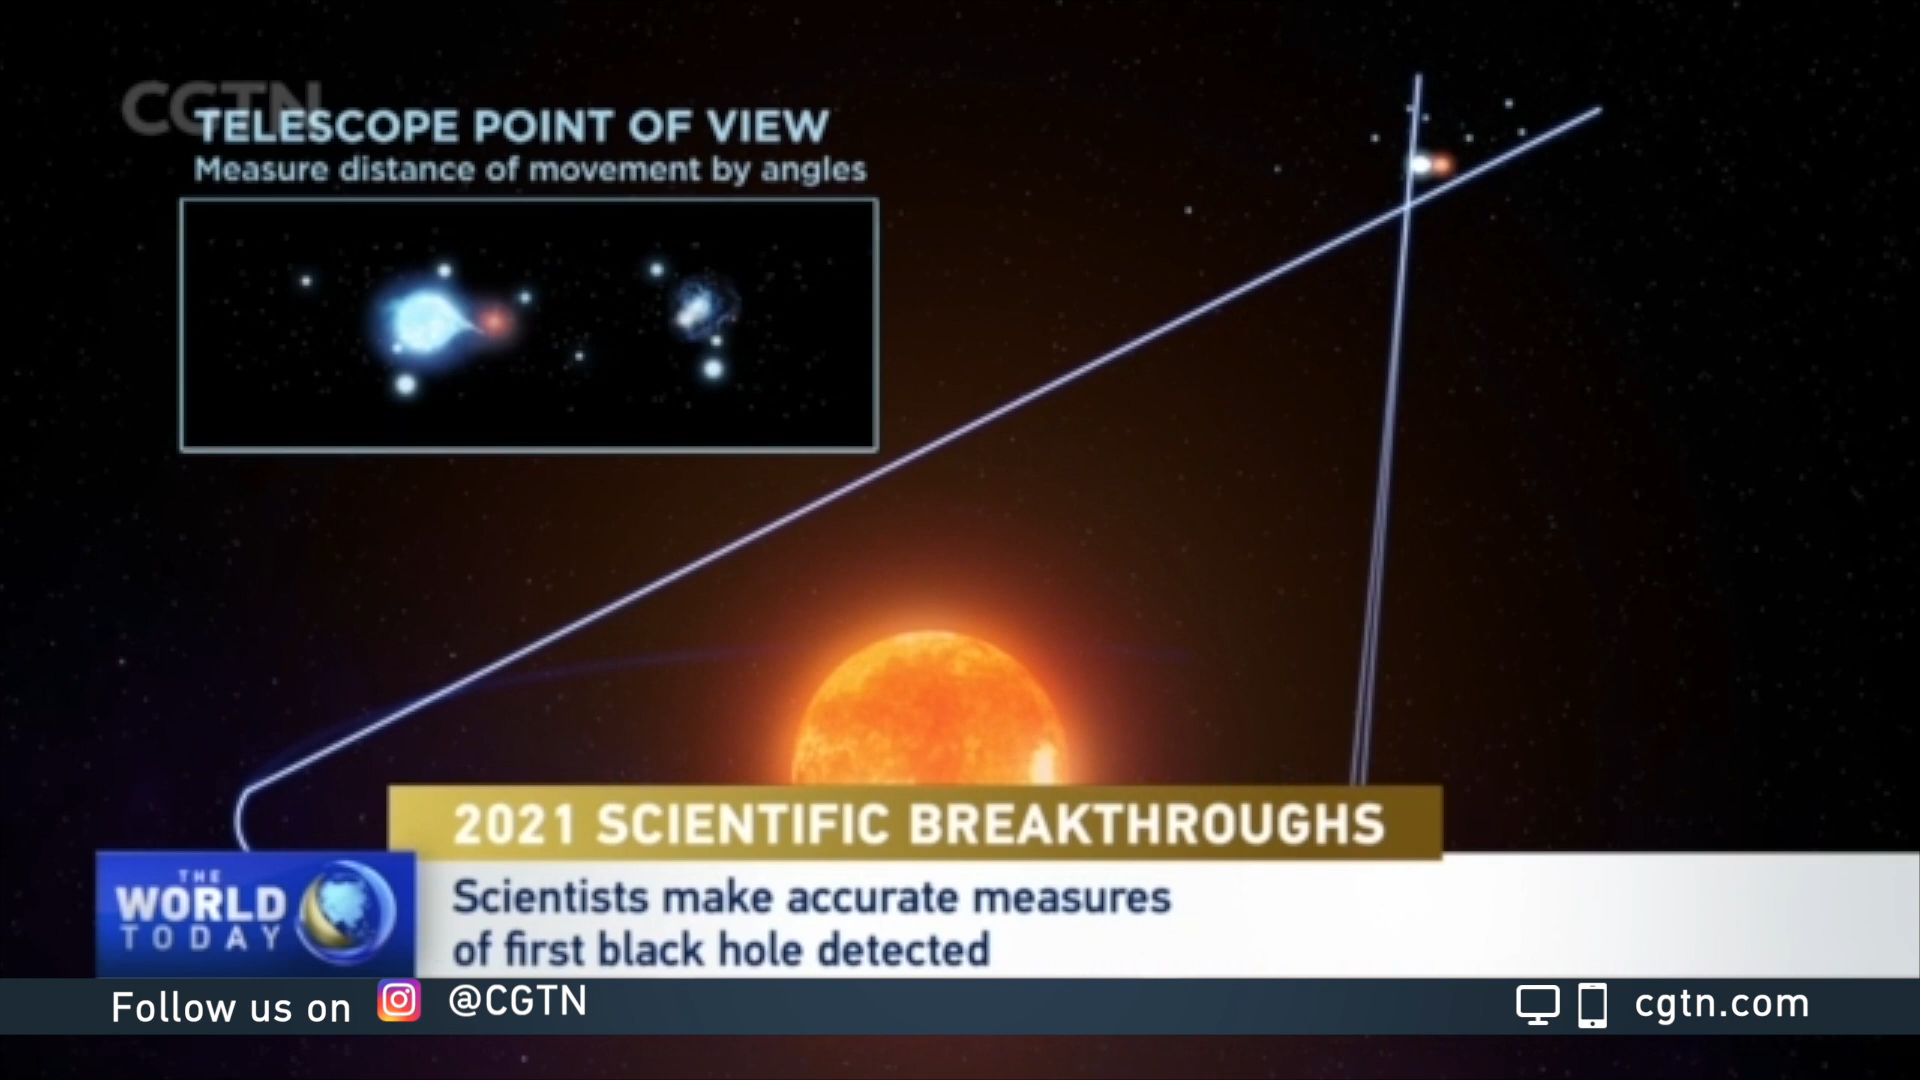 CGTN
TELESCOPE POINT OF VIEW
Measure distance of movement by angles
2021 SCIENTIFIC BREAKTHROUGHS
THE
WORLD
TODAY
Scientists make accurate measures
of first black hole detected
Follow us on @CGTN
cgtn.com